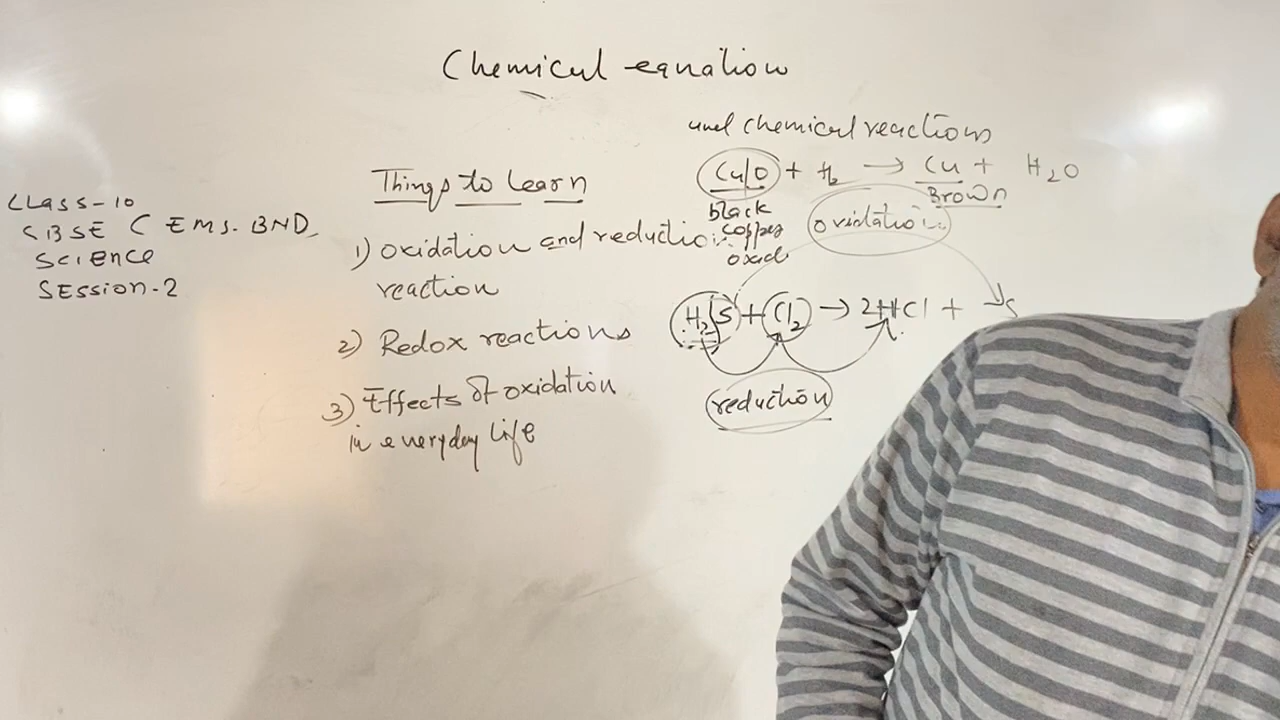 Chemical equation
and chemical reactions
CuO + H₂ → Cu + H₂O
Brown
black
copper
oxid
oxidation
H₂S + Cl₂ → 2HCl + S
reduction
Things to Learn
1) oxidation and reduction
reaction
2) Redox reactions
3) Effects of oxidation
in everyday life
CLASS-10
CBSE ( EMS. BND
SCIENCE
SESSION-2